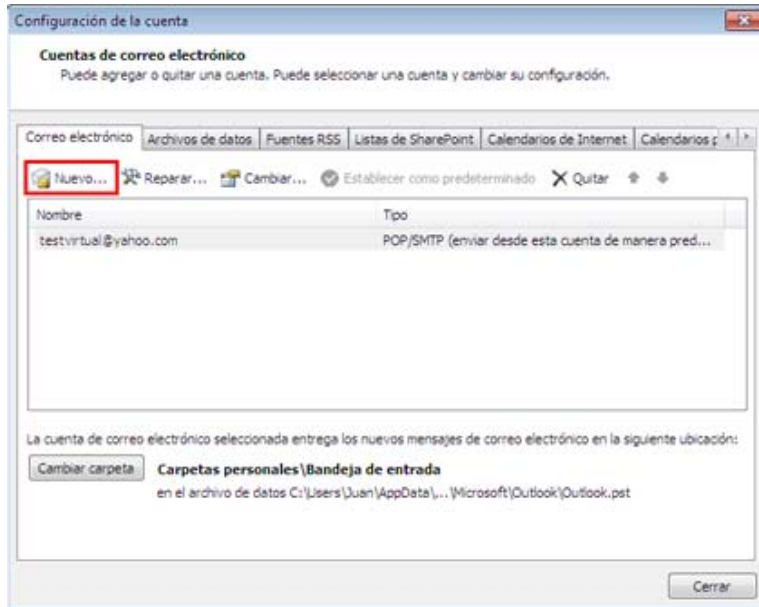 Configuración de la cuenta
Cuentas de correo electrónico
Puede agregar o quitar una cuenta. Puede seleccionar una cuenta y cambiar su configuración.
Correo electrónico Archivos de datos Fuentes RSS Listas de SharePoint Calendarios de Internet Calendarios p
Nuevo... Reparar... Cambiar... Establecer como predeterminado Quitar
Nombre Tipo
testvirtual@yahoo.com POP/SMTP (enviar desde esta cuenta de manera pred...
La cuenta de correo electrónico seleccionada entrega los nuevos mensajes de correo electrónico en la siguiente ubicación:
Cambiar carpeta Carpetas personales\Bandeja de entrada
en el archivo de datos C:\Users\Juan\AppData\...\Microsoft\Outlook\Outlook.pst
Cerrar